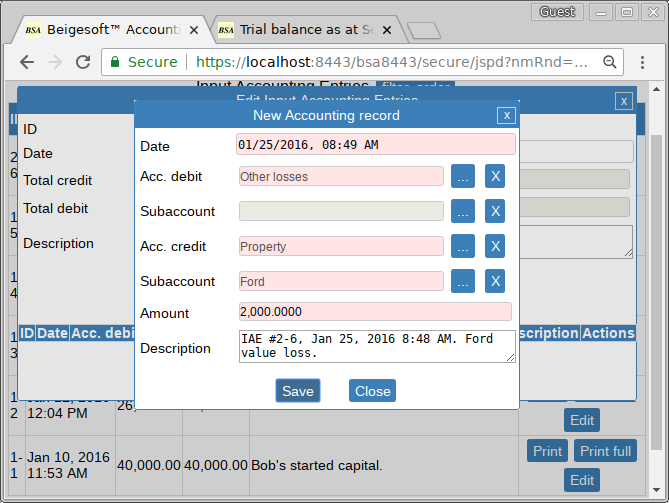 Guest
BSA Beigesoft™ Accounti
BSA Trial balance as at Se
Secure https://localhost:8443/bsa8443/secure/jspd?nmRnd=...
Input Accounting Entries filter, order
Edit Input Accounting Entries x
New Accounting record x
ID
Date
Total credit
Total debit
Description
Date 01/25/2016, 08:49 AM
Acc. debit Other losses ... X
Subaccount ... X
Acc. credit Property ... X
Subaccount Ford ... X
Amount 2,000.0000
Description IAE #2-6, Jan 25, 2016 8:48 AM. Ford
value loss.
Save Close
ID Date Acc. debi scription Actions
1-
2
12:04 PM
26,
Edit
1-
1
Jan 10, 2016
11:53 AM
40,000.00 40,000.00 Bob's started capital.
Print Print full
Edit